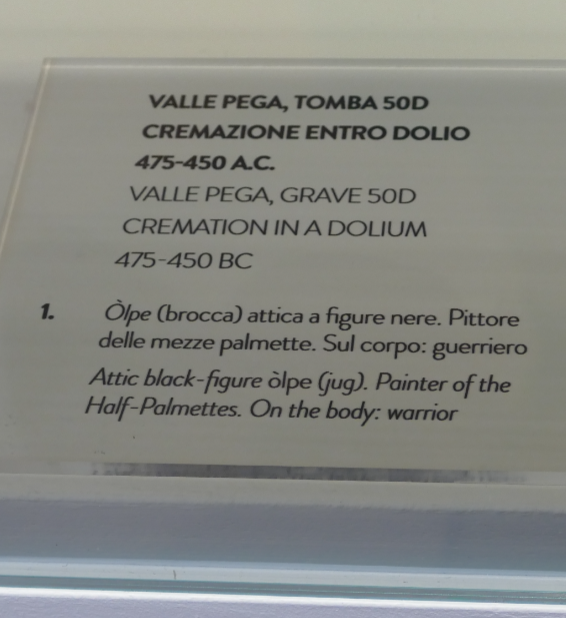 VALLE PEGA, TOMBA 50D
CREMAZIONE ENTRO DOLIO
475-450 A.C.
VALLE PEGA, GRAVE 50D
CREMATION IN A DOLIUM
475-450 BC
1. Òlpe (brocca) attica a figure nere. Pittore
delle mezze palmette. Sul corpo: guerriero
Attic black-figure òlpe (jug). Painter of the
Half-Palmettes. On the body: warrior